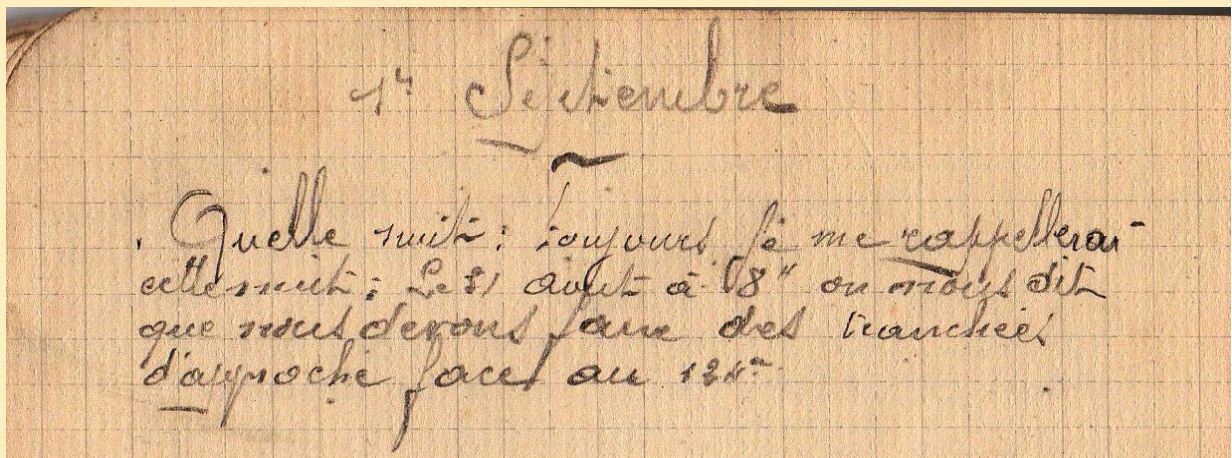 1er Septembre
Quelle nuit : Toujours je me rappellerai
cette nuit : Le 31 août à 18h on nous dit
que nous devons faire des tranchées
d'approche face au